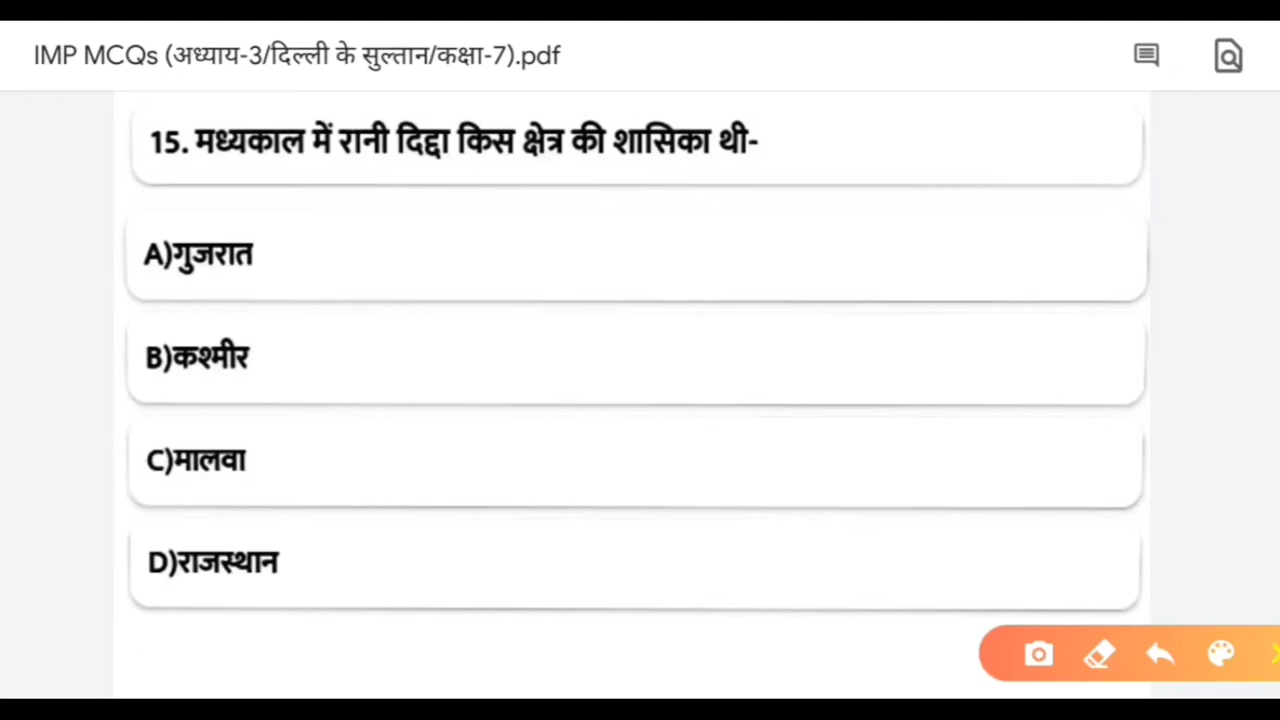 IMP MCQs (अध्याय-3/दिल्ली के सुल्तान/कक्षा-7).pdf
15. मध्यकाल में रानी दिद्दा किस क्षेत्र की शासिका थी-
A)गुजरात
B)कश्मीर
C)मालवा
D)राजस्थान